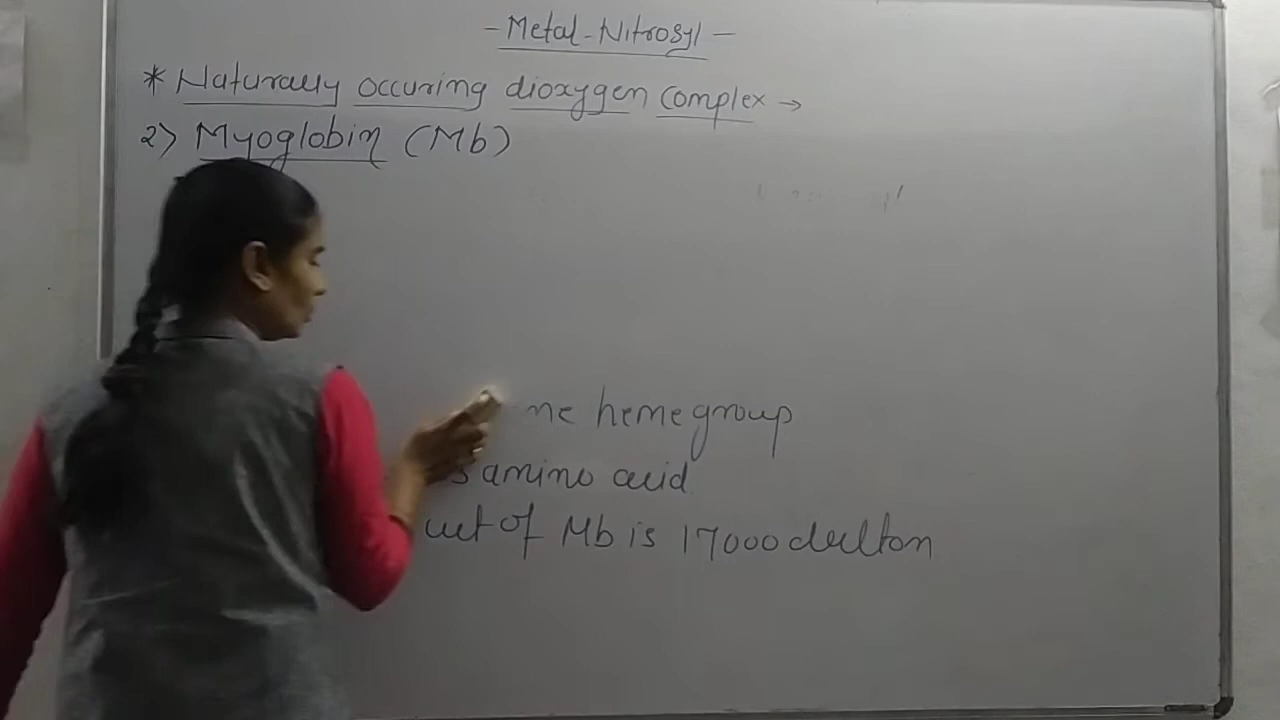 - Metal-Nitrosyl -
* Naturally occuring dioxygen complex →
2) Myoglobin (Mb)
ne heme group
s amino acid
wt of Mb is 17000 dalton